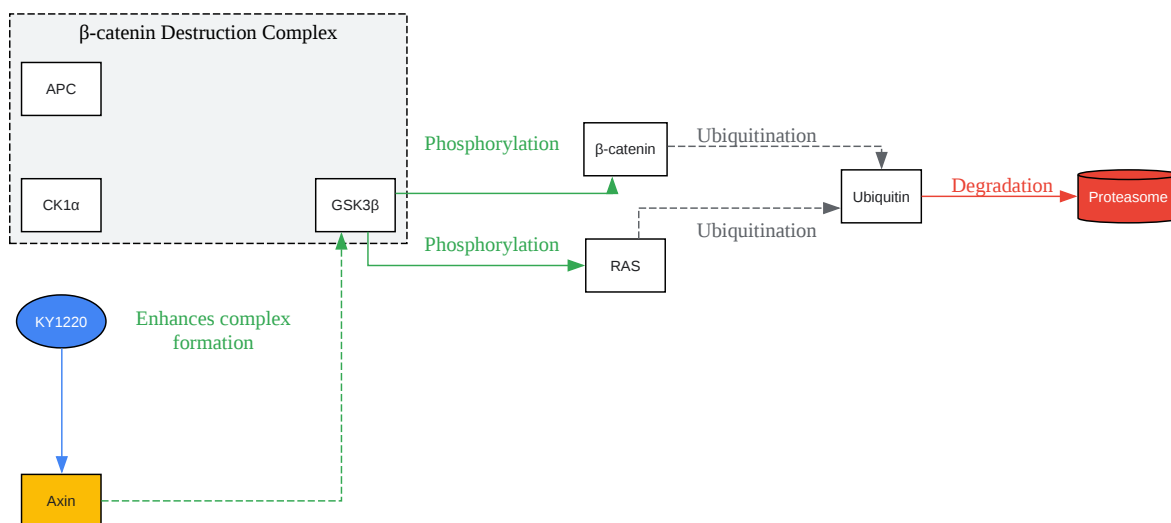 β-catenin Destruction Complex
APC
Phosphorylation
β-catenin
Ubiquitination
CK1α
GSK3β
Ubiquitin
Degradation
Proteasome
Phosphorylation
Ubiquitination
RAS
KY1220
Enhances complex
formation
Axin